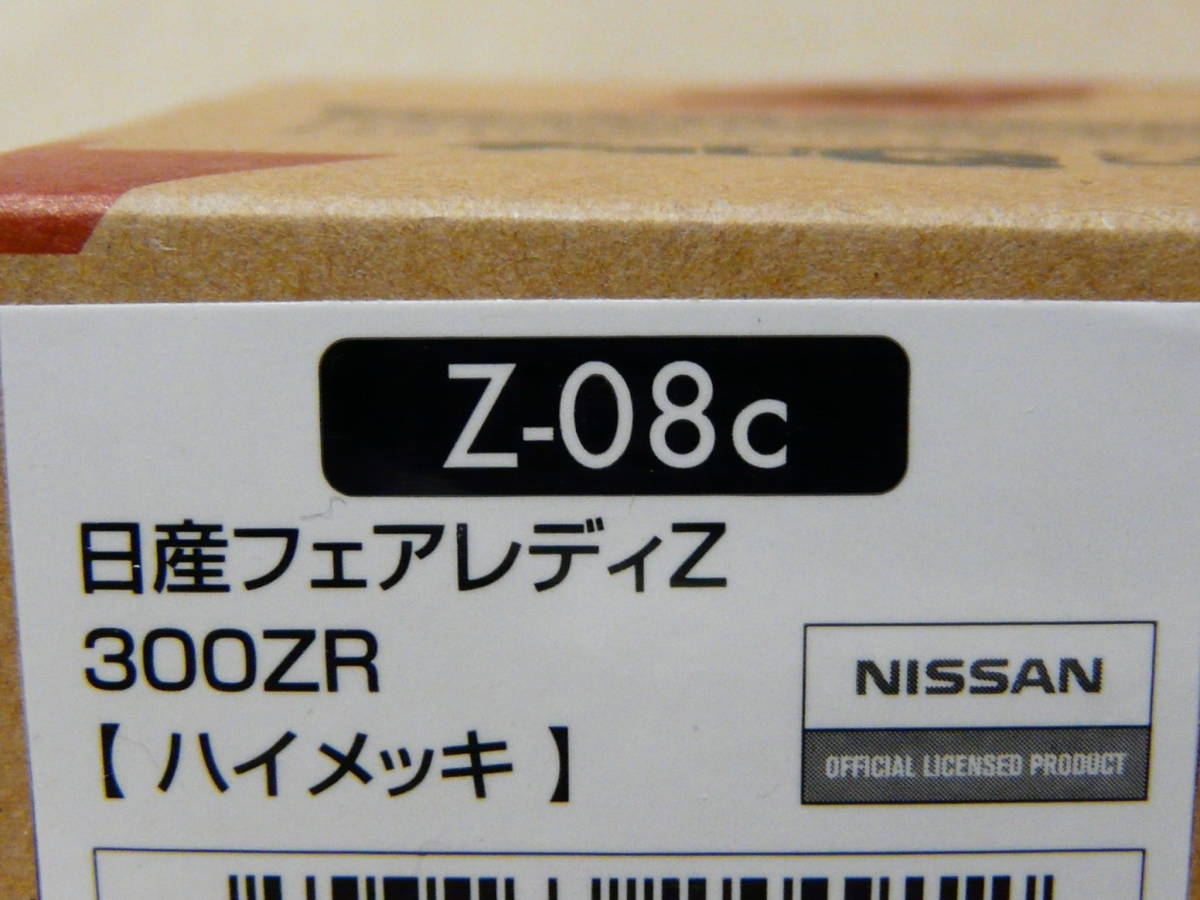 Z-08c
日産フェアレディZ
300ZR
【 ハイメッキ 】
NISSAN
OFFICIAL LICENSED PRODUCT